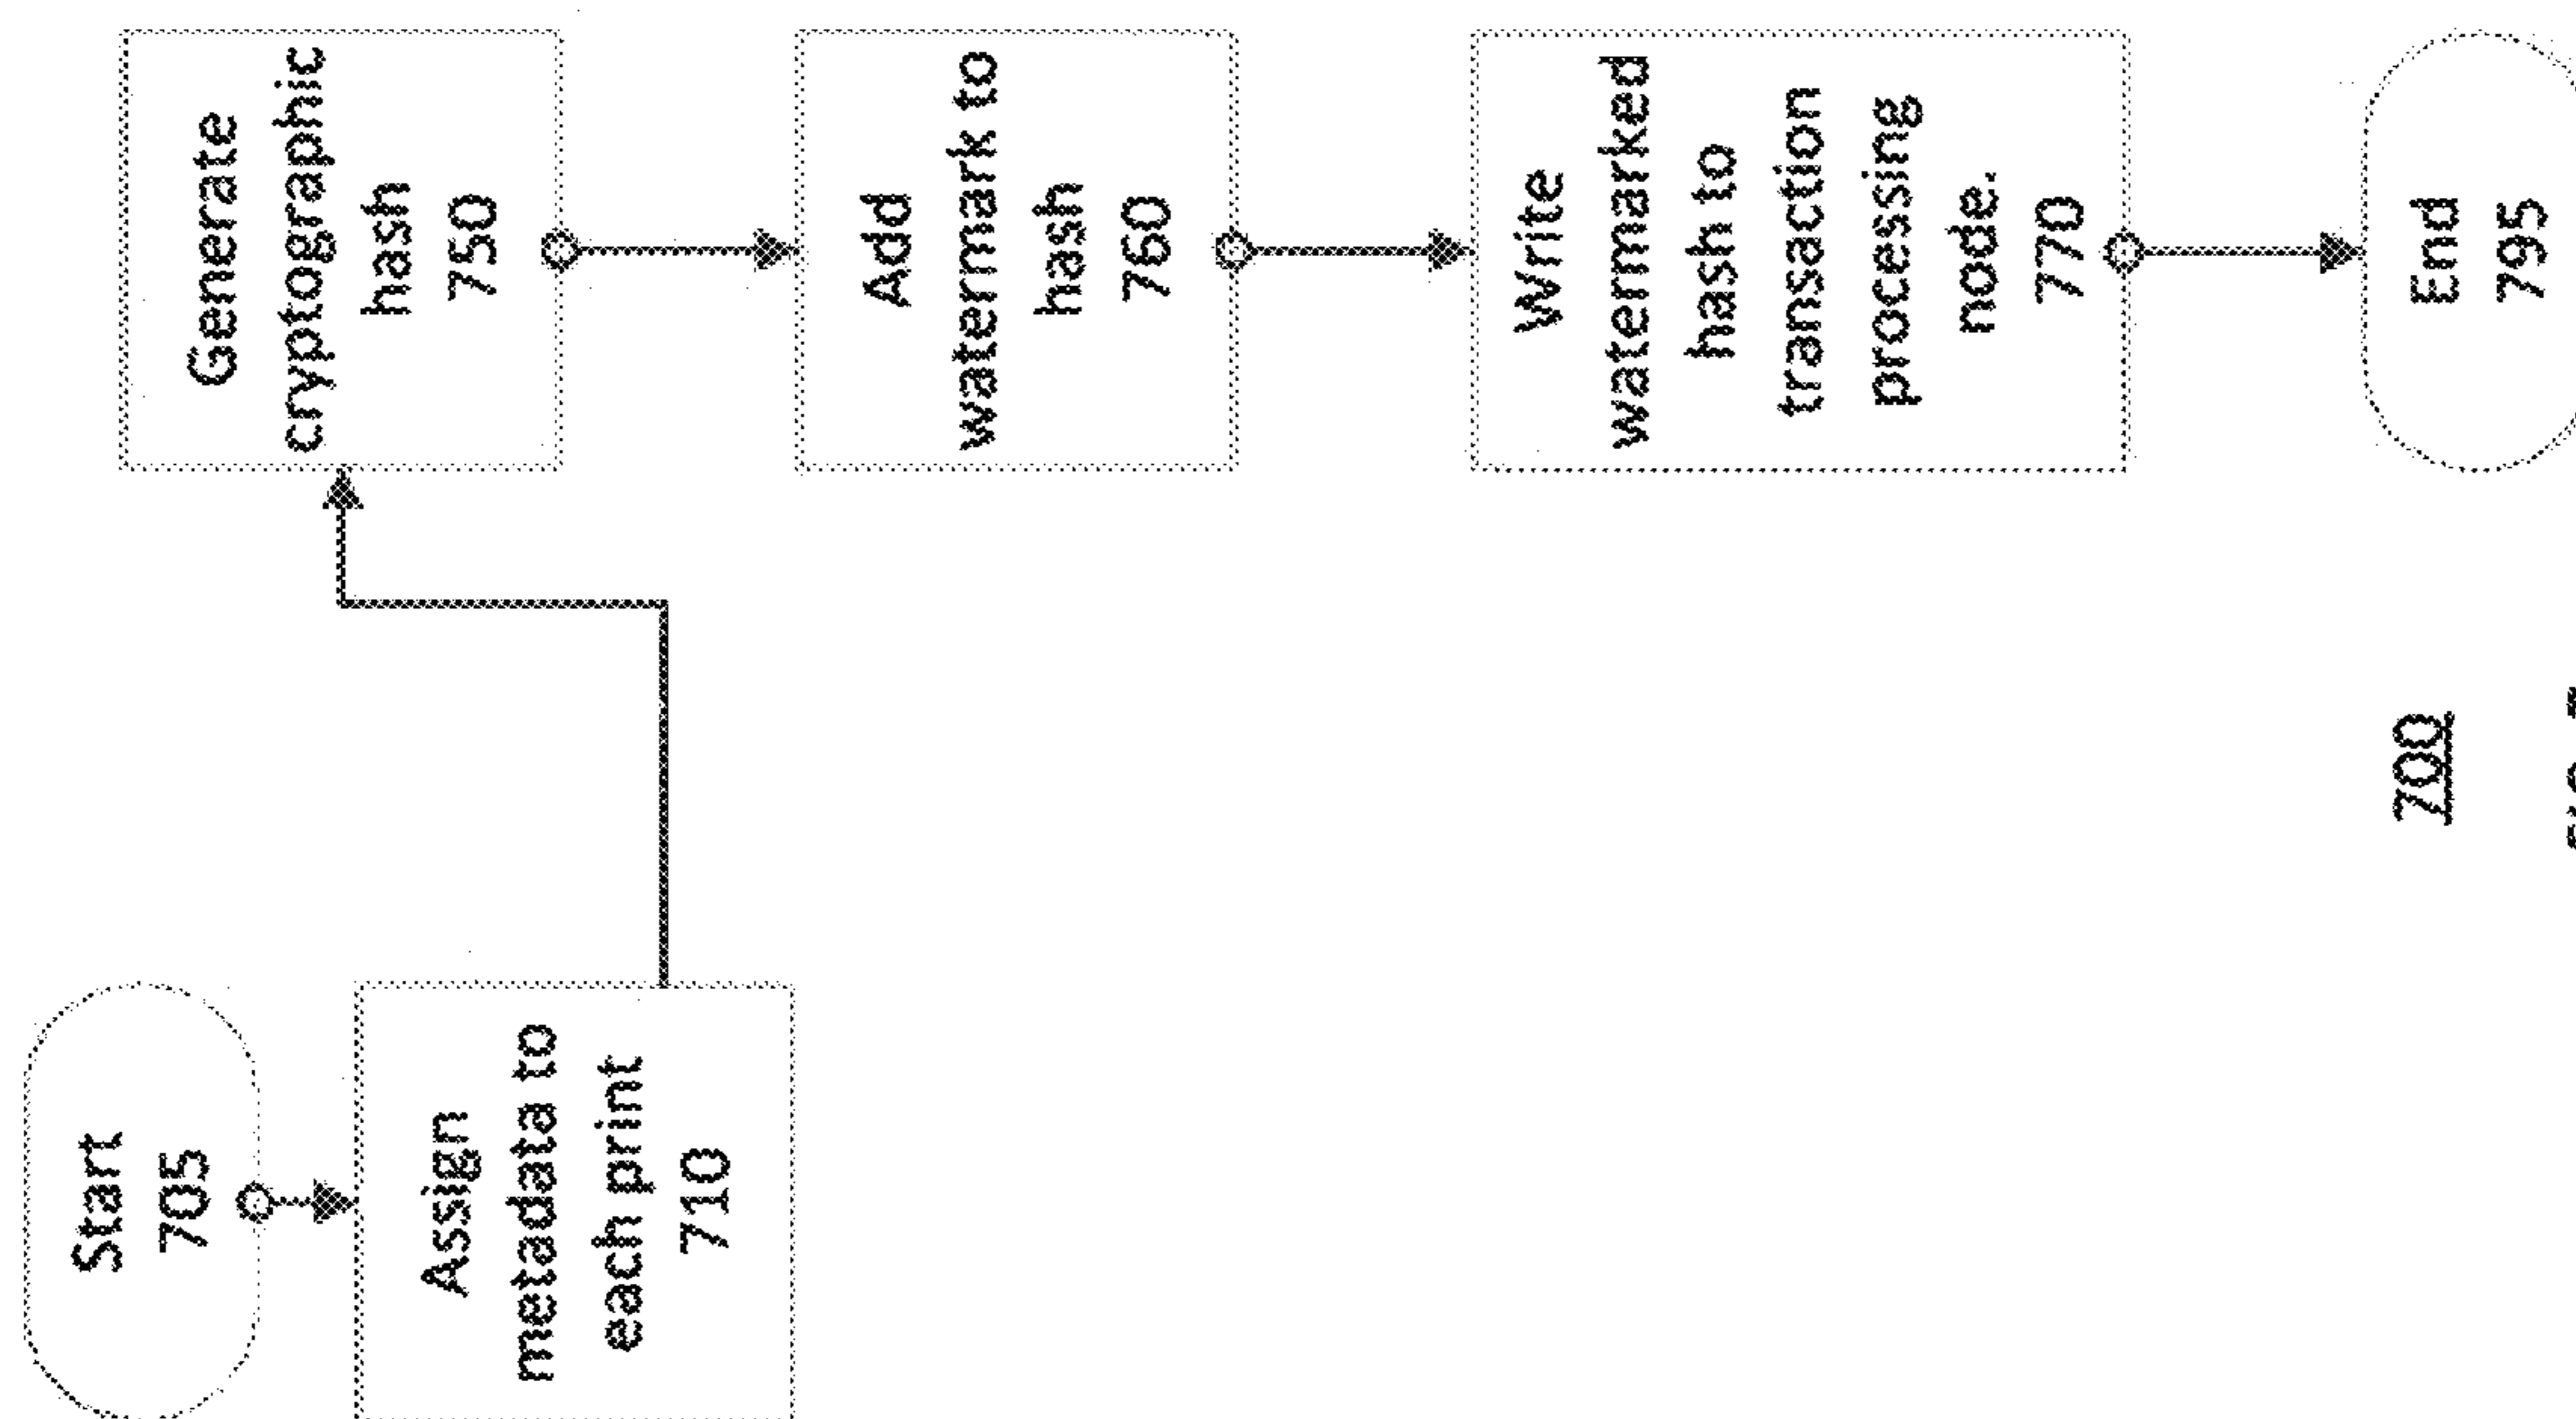 Start
705
Assign
metadata to
each print
710
Generate
cryptographic
hash
750
Add
watermark to
hash
760
Write
watermarked
hash to
transaction
processing
node.
770
End
795
700